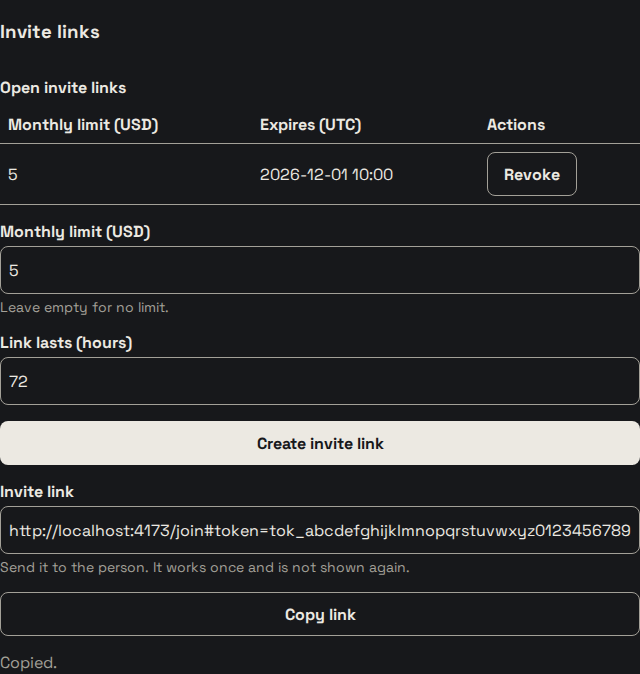 Invite links
Open invite links
Monthly limit (USD) Expires (UTC) Actions
5 2026-12-01 10:00 Revoke
Monthly limit (USD)
5
Leave empty for no limit.
Link lasts (hours)
72
Create invite link
Invite link
http://localhost:4173/join#token=tok_abcdefghijklmnopqrstuvwxyz0123456789
Send it to the person. It works once and is not shown again.
Copy link
Copied.